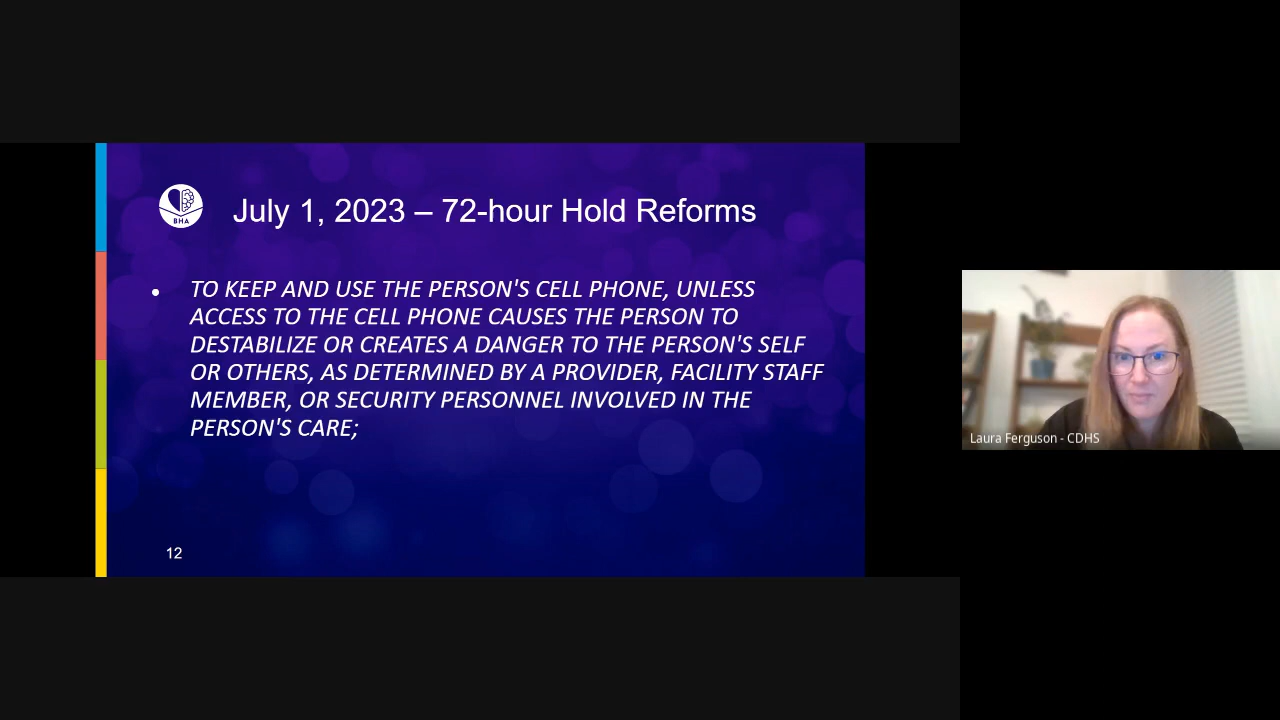 BHA
July 1, 2023 – 72-hour Hold Reforms
• TO KEEP AND USE THE PERSON'S CELL PHONE, UNLESS
ACCESS TO THE CELL PHONE CAUSES THE PERSON TO
DESTABILIZE OR CREATES A DANGER TO THE PERSON'S SELF
OR OTHERS, AS DETERMINED BY A PROVIDER, FACILITY STAFF
MEMBER, OR SECURITY PERSONNEL INVOLVED IN THE
PERSON'S CARE;
12
Laura Ferguson - CDHS